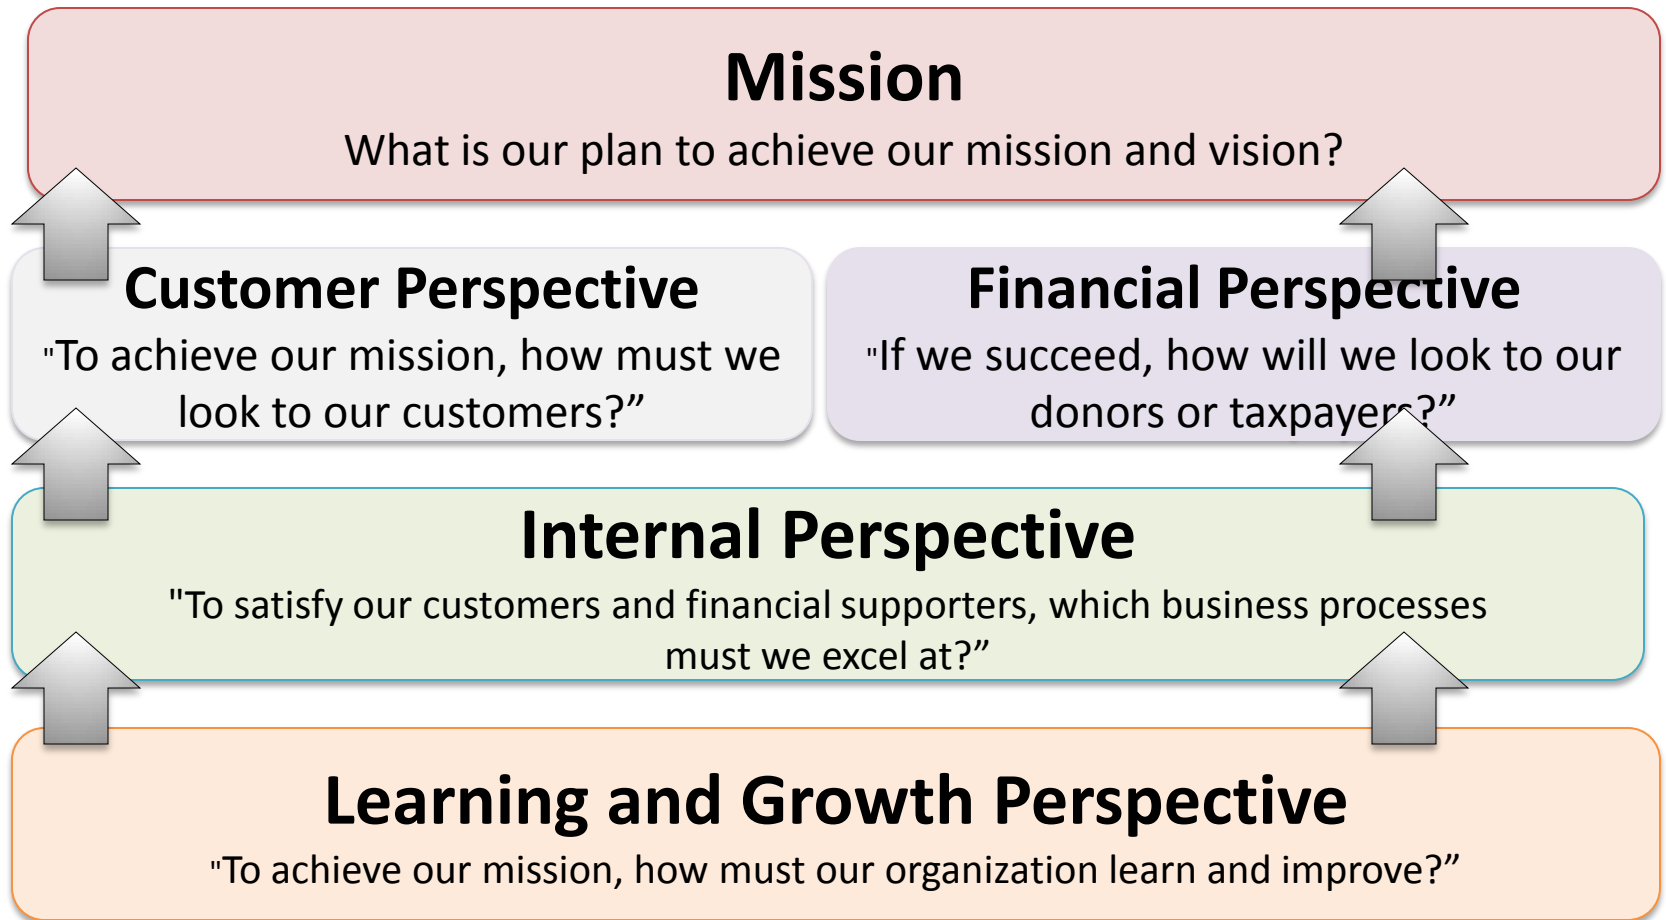 Mission
What is our plan to achieve our mission and vision?
Customer Perspective
"To achieve our mission, how must we
look to our customers?”
Financial Perspective
"If we succeed, how will we look to our
donors or taxpayers?”
Internal Perspective
"To satisfy our customers and financial supporters, which business processes
must we excel at?”
Learning and Growth Perspective
"To achieve our mission, how must our organization learn and improve?”